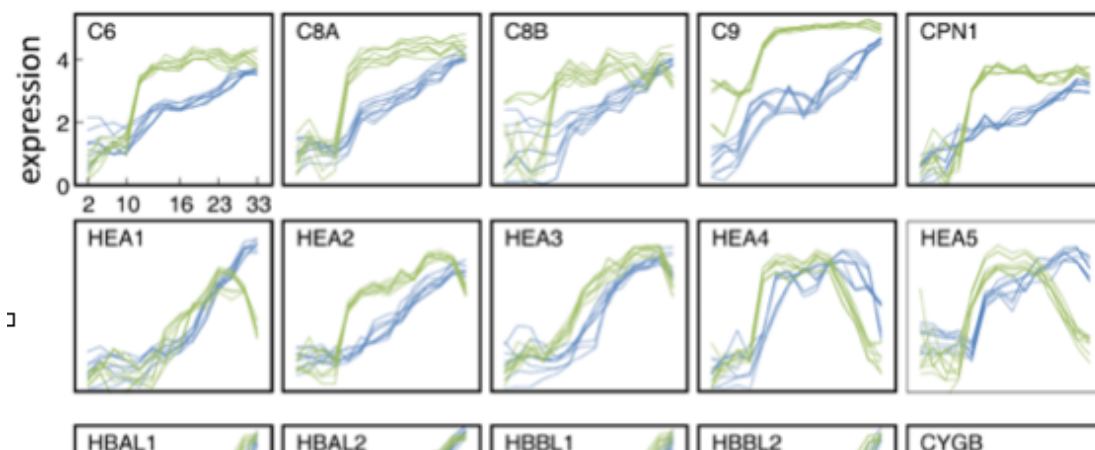 C6 C8A C8B C9 CPN1
expression
4
2
0
2 10 16 23 33
HEA1 HEA2 HEA3 HEA4 HEA5
HBAL1 HBAL2 HBBL1 HBBL2 CYGB